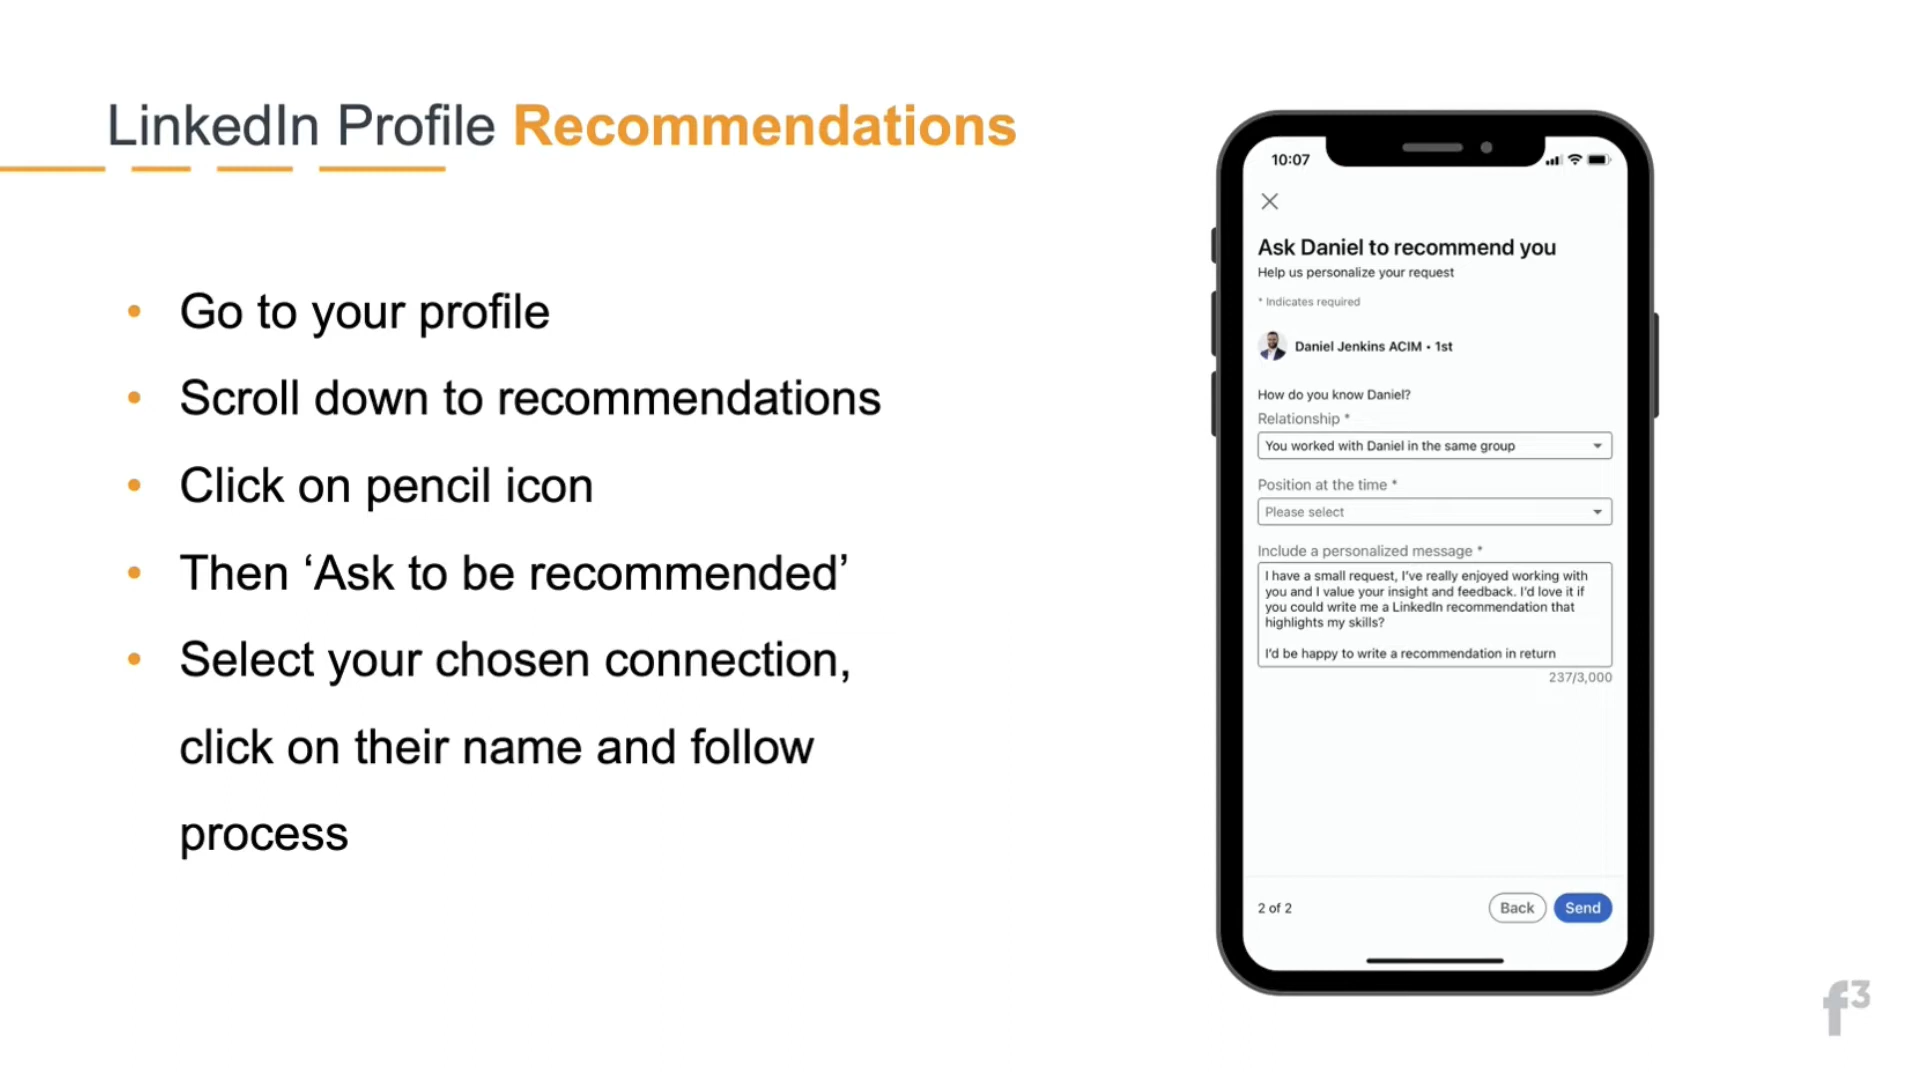 LinkedIn Profile Recommendations
• Go to your profile
• Scroll down to recommendations
• Click on pencil icon
• Then ‘Ask to be recommended’
• Select your chosen connection,
click on their name and follow
process
10:07
Ask Daniel to recommend you
Help us personalize your request
* Indicates required
Daniel Jenkins ACIM • 1st
How do you know Daniel?
Relationship *
You worked with Daniel in the same group
Position at the time *
Please select
Include a personalized message *
I have a small request, I’ve really enjoyed working with
you and I value your insight and feedback. I’d love it if
you could write me a LinkedIn recommendation that
highlights my skills?
I’d be happy to write a recommendation in return
237/3,000
2 of 2
Back
Send
f3